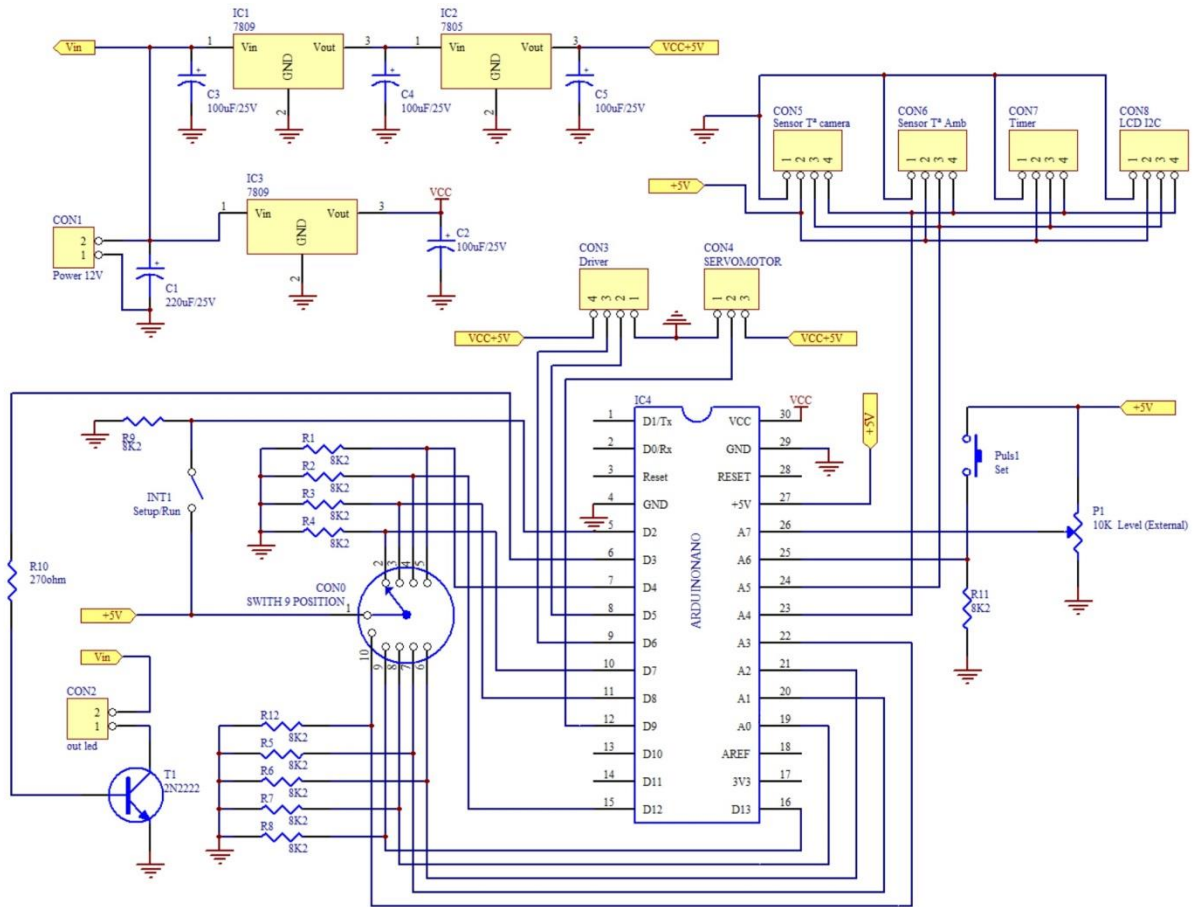 IC1
7809
IC2
7805
Vin
1
Vin
Vout
3
GND
2
1
Vin
Vout
3
GND
2
VCC+5V
C3
100uF/25V
C4
100uF/25V
C5
100uF/25V
CON5
Sensor Tª camera
1 2 3 4
CON6
Sensor Tª Amb
1 2 3 4
CON7
Timer
1 2 3 4
CON8
LCD I2C
1 2 3 4
+5V
IC3
7809
1
Vin
Vout
3
GND
2
VCC
C2
100uF/25V
CON1
2
1
Power 12V
C1
220uF/25V
CON3
Driver
4 3 2 1
CON4
SERVOMOTOR
1 2 3
VCC+5V
VCC+5V
R9
8K2
INT1
Setup/Run
R1
8K2
R2
8K2
R3
8K2
R4
8K2
R10
270ohm
+5V
CON0
SWITH 9 POSITION
1
2 3 4 5
10 9 8 7 6
Vin
CON2
2
1
out led
T1
2N2222
R12
8K2
R5
8K2
R6
8K2
R7
8K2
R8
8K2
IC4
ARDUINONANO
1 D1/Tx VCC 30
2 D0/Rx GND 29
3 Reset RESET 28
4 GND +5V 27
5 D2 A7 26
6 D3 A6 25
7 D4 A5 24
8 D5 A4 23
9 D6 A3 22
10 D7 A2 21
11 D8 A1 20
12 D9 A0 19
13 D10 AREF 18
14 D11 3V3 17
15 D12 D13 16
VCC
+5V
+5V
Puls1
Set
P1
10K Level (External)
R11
8K2